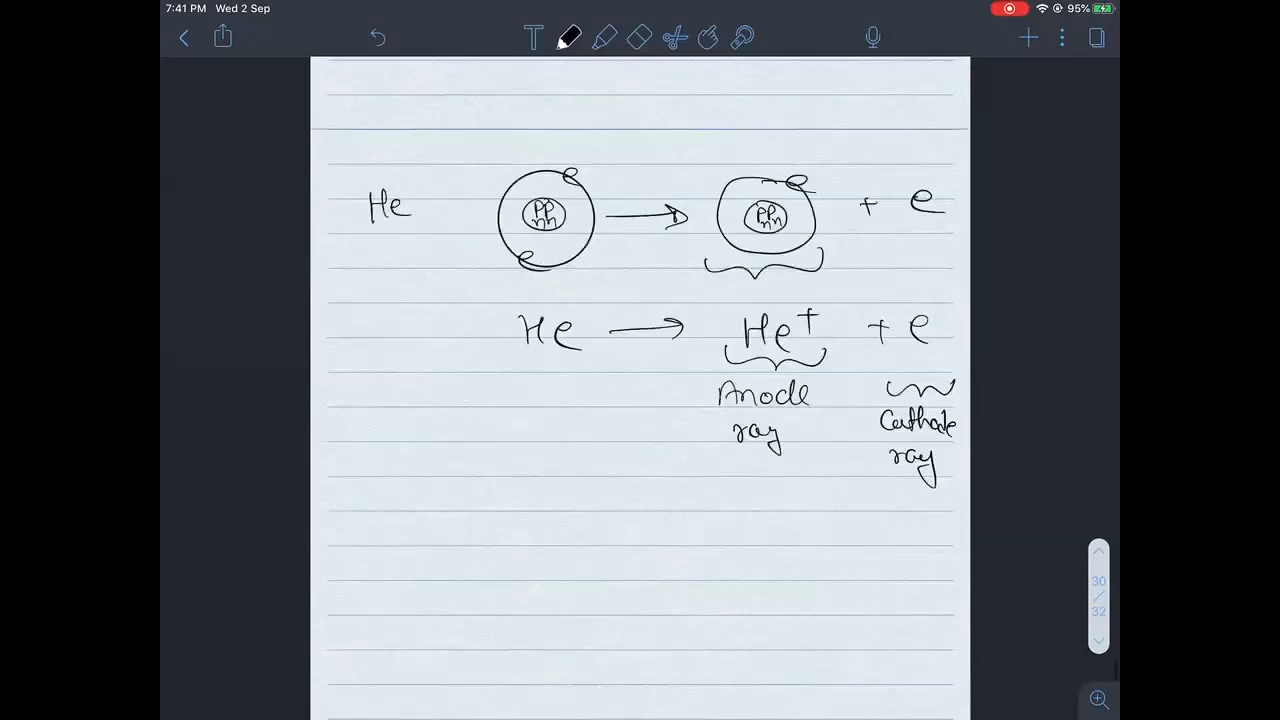 7:41 PM Wed 2 Sep 95%
T
He e pp nn e → e pp nn + e
He → He+ + e
Anode Cathode
ray ray
30
/
32